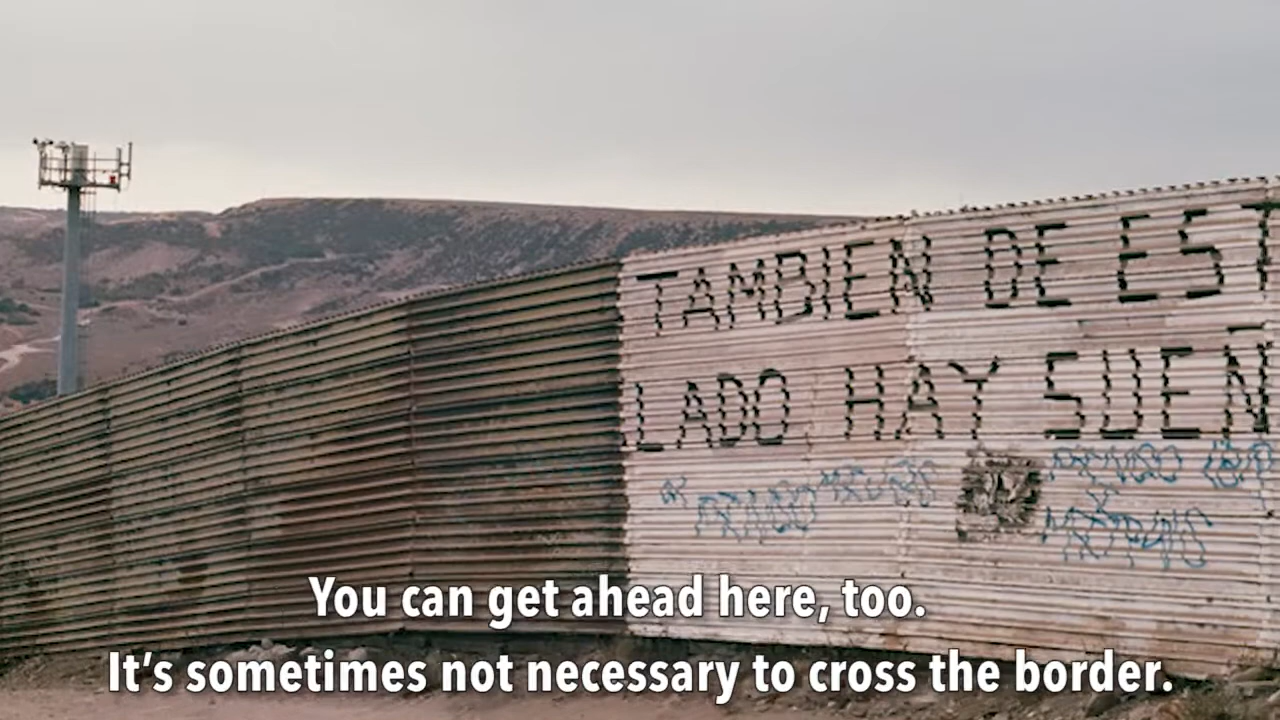 TAMBIEN DE EST
LADO HAY SUEN
You can get ahead here, too.
It’s sometimes not necessary to cross the border.